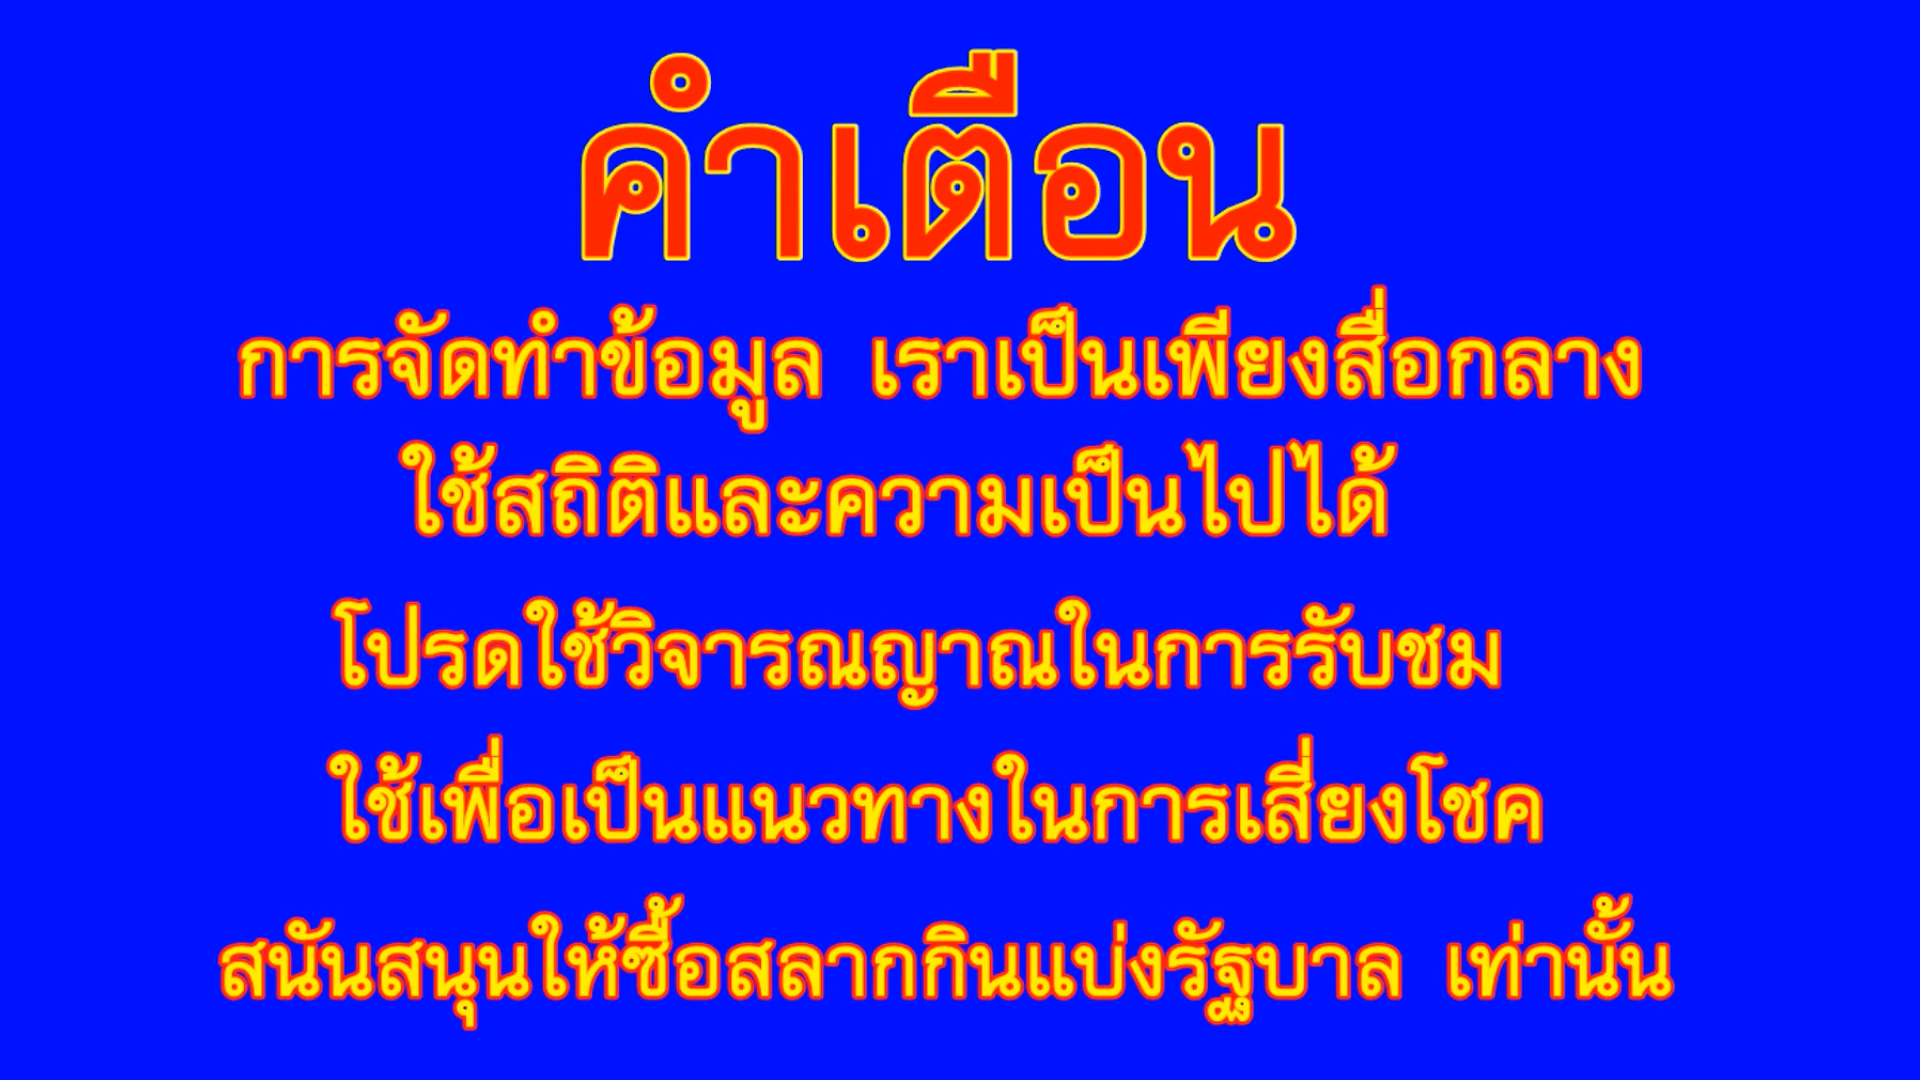 คำเตือน
การจัดทำข้อมูล เราเป็นเพียงสื่อกลาง
ใช้สถิติและความเป็นไปได้
โปรดใช้วิจารณญาณในการรับชม
ใช้เพื่อเป็นแนวทางในการเสี่ยงโชค
สนันสนุนให้ซื้อสลากกินแบ่งรัฐบาล เท่านั้น